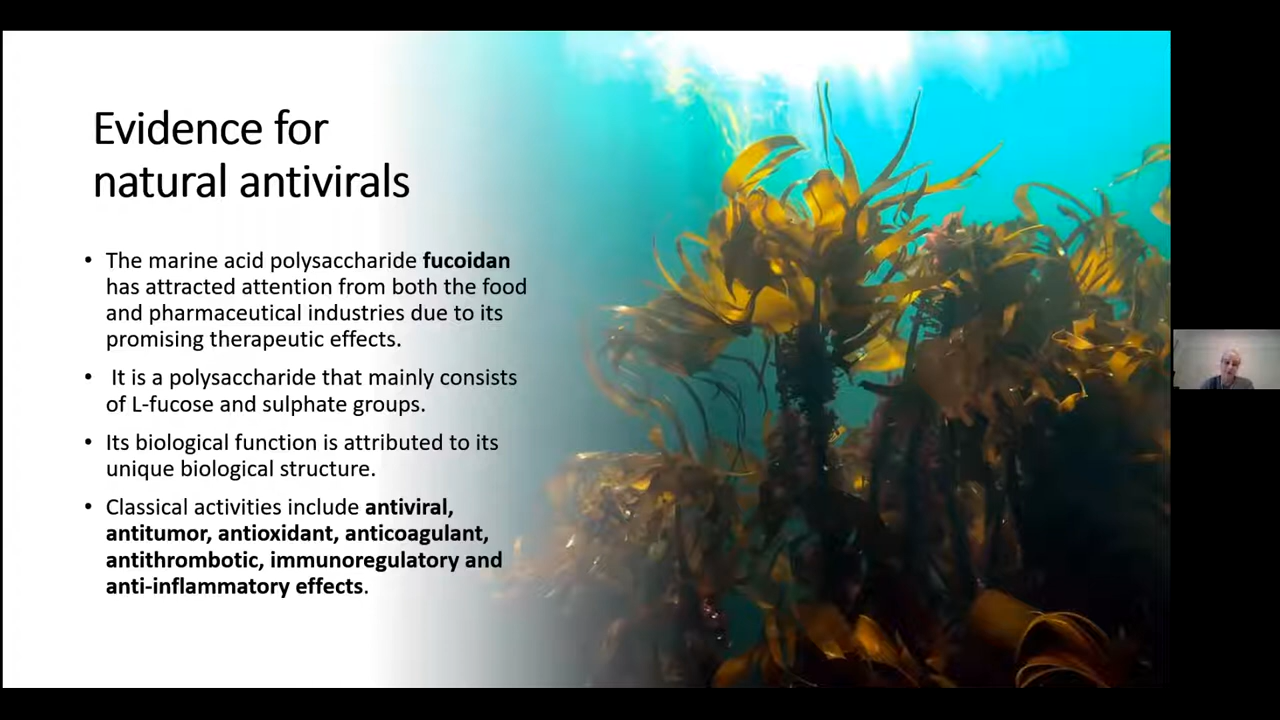 Evidence for
natural antivirals
• The marine acid polysaccharide fucoidan
has attracted attention from both the food
and pharmaceutical industries due to its
promising therapeutic effects.
• It is a polysaccharide that mainly consists
of L-fucose and sulphate groups.
• Its biological function is attributed to its
unique biological structure.
• Classical activities include antiviral,
antitumor, antioxidant, anticoagulant,
antithrombotic, immunoregulatory and
anti-inflammatory effects.